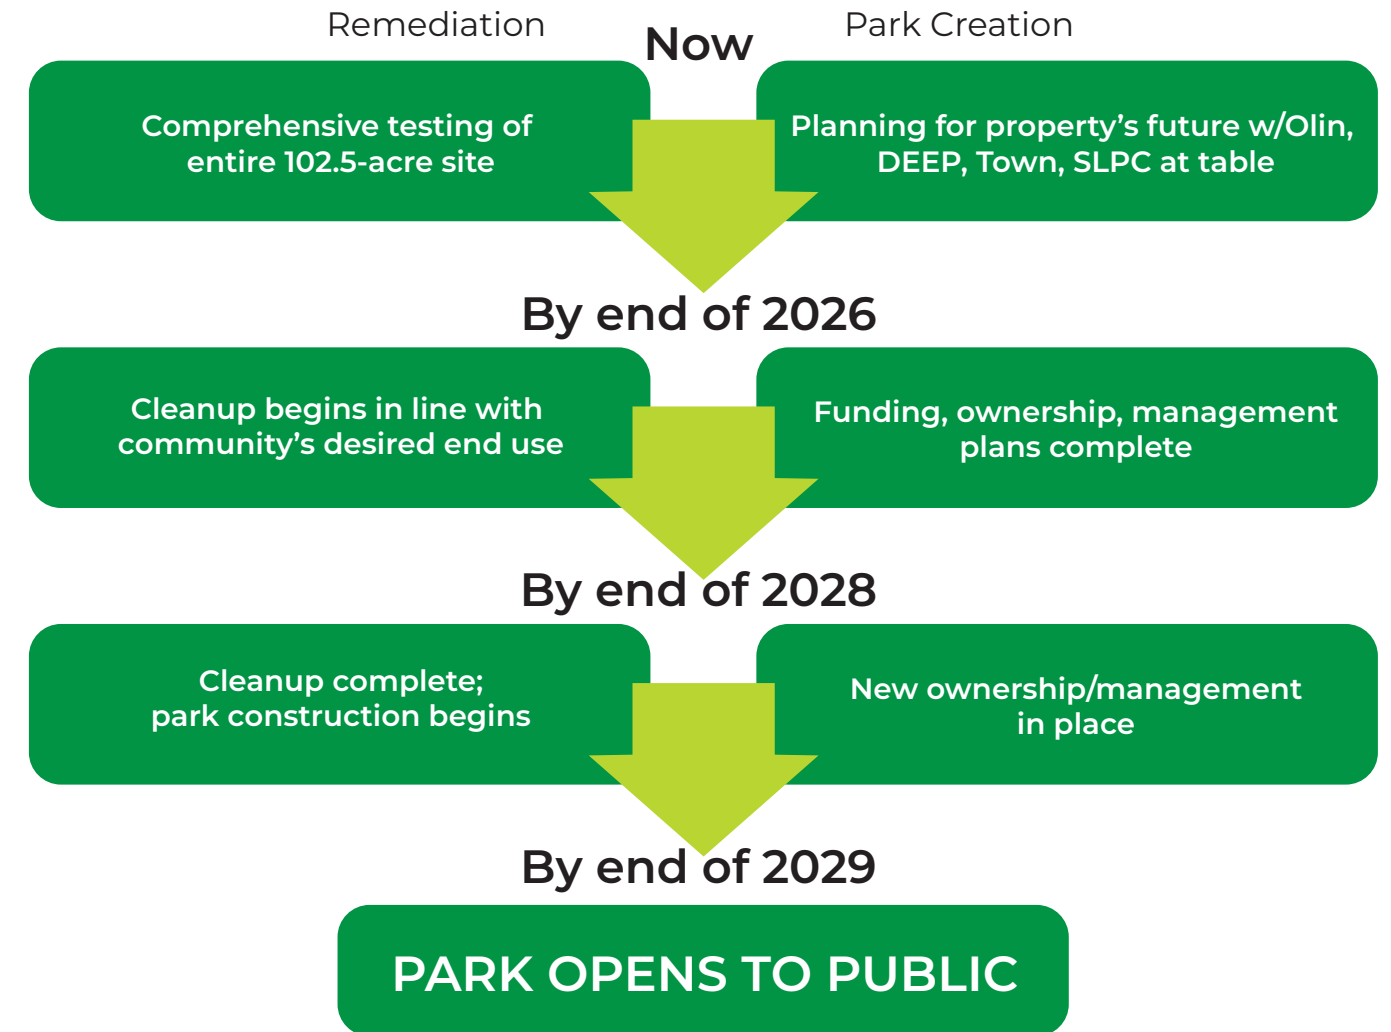 Remediation
Now
Park Creation
Comprehensive testing of
entire 102.5-acre site
Planning for property’s future w/Olin,
DEEP, Town, SLPC at table
By end of 2026
Cleanup begins in line with
community’s desired end use
Funding, ownership, management
plans complete
By end of 2028
Cleanup complete;
park construction begins
New ownership/management
in place
By end of 2029
PARK OPENS TO PUBLIC